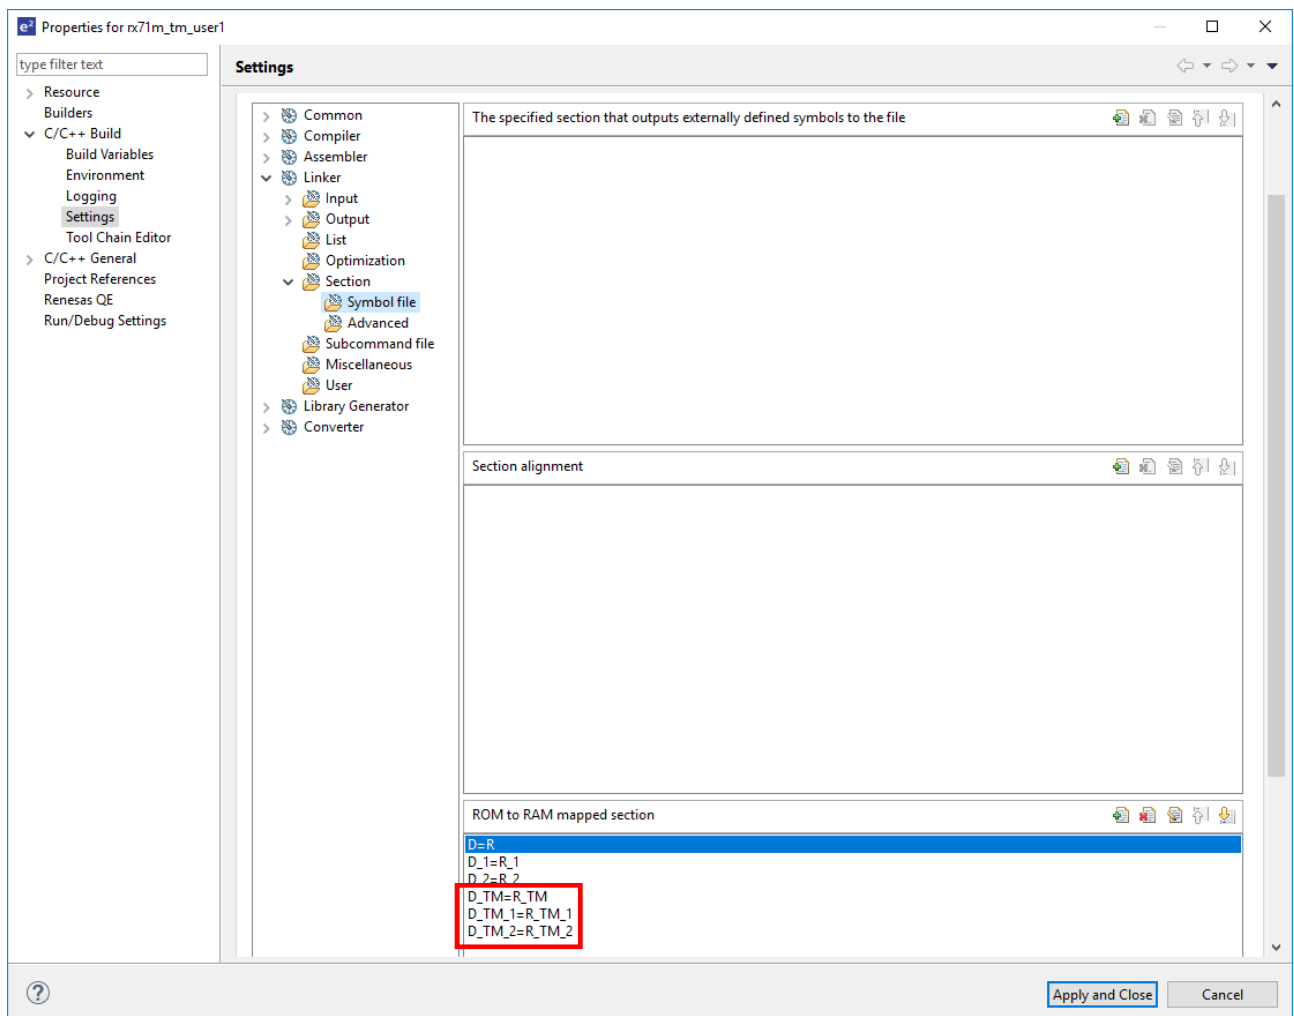 e² Properties for rx71m_tm_user1
type filter text
Resource
Builders
C/C++ Build
Build Variables
Environment
Logging
Settings
Tool Chain Editor
C/C++ General
Project References
Renesas QE
Run/Debug Settings
Settings
Common
Compiler
Assembler
Linker
Input
Output
List
Optimization
Section
Symbol file
Advanced
Subcommand file
Miscellaneous
User
Library Generator
Converter
The specified section that outputs externally defined symbols to the file
Section alignment
ROM to RAM mapped section
D=R
D_1=R_1
D_2=R_2
D_TM=R_TM
D_TM_1=R_TM_1
D_TM_2=R_TM_2
?
Apply and Close
Cancel